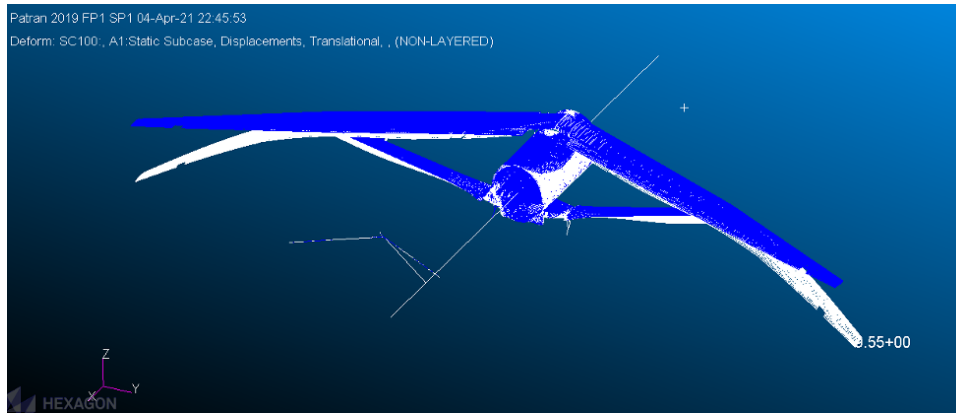 Patran 2019 FP1 SP1 04-Apr-21 22:45:53
Deform: SC100:, A1:Static Subcase, Displacements, Translational, , (NON-LAYERED)
Z
Y
X
HEXAGON